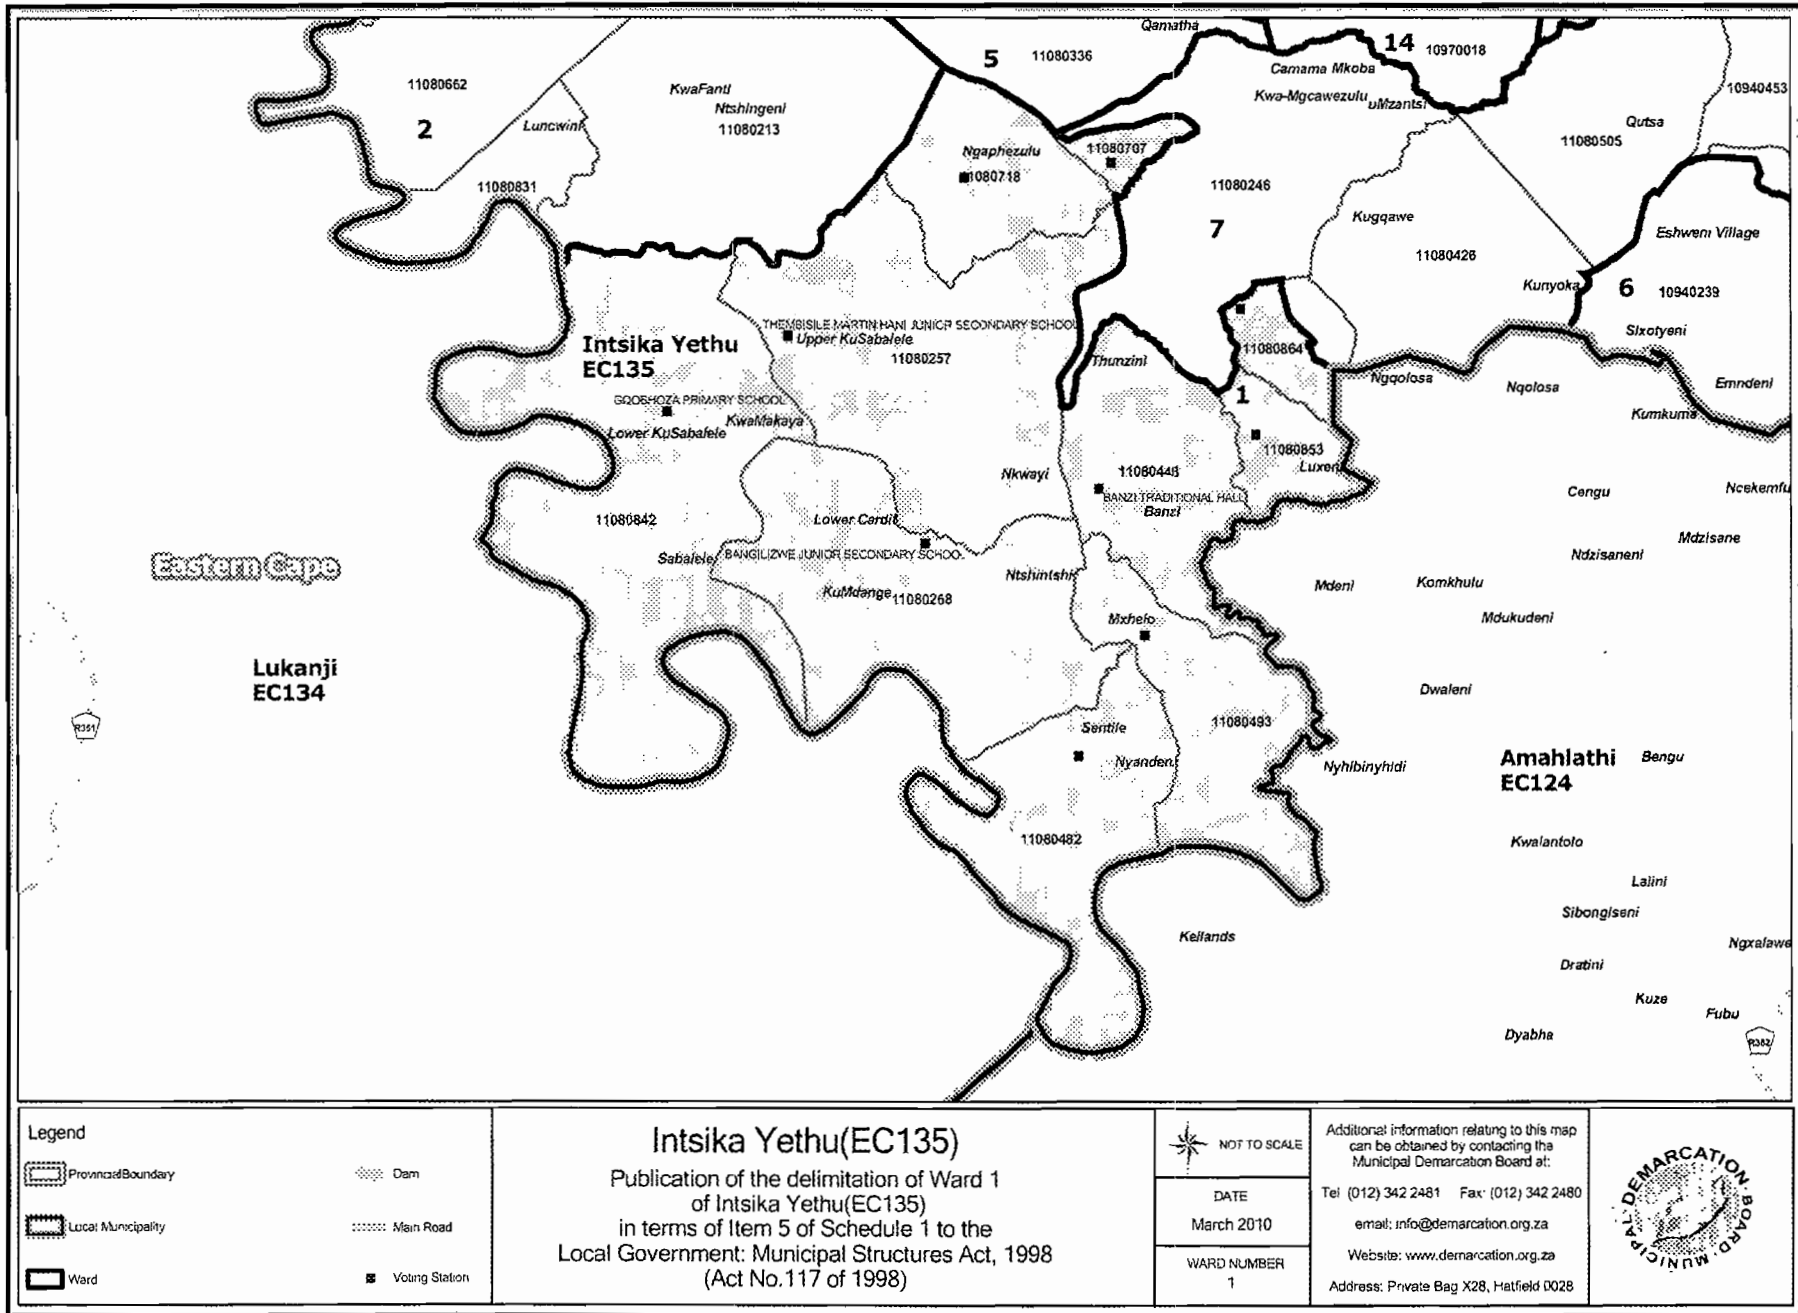 Qamatha
5
11080336
14
10970018
Camama Mkoba
11080662
KwaFanti
Ntshingeni
11080213
Kwa-Mgcawezulu
uMzantsi
10940453
2
Luncwini
Qutsa
11080505
Ngaphezulu
11080707
11080831
11080246
7
Kugqawe
Eshweni Village
11080426
Kunyoka
6
10940239
Sixotyeni
THEMBISILE MARTIN HANI JUNIOR SECONDARY SCHOOL
Upper KuSabalele
11080257
Intsika Yethu
EC135
Thunzini
11080864
Ngqolosa
Nqolosa
Emndeni
1
Kumkuma
GQOBHOZA PRIMARY SCHOOL
Lower KuSabalele
KwaMakaya
11080853
Luxeni
Nkwayi
11080448
BANZI TRADITIONAL HALL
Banzi
Cengu
Ncekemfu
11080842
Lower Cardif
Mdzisane
Sabalele
BANGILIZWE JUNIOR SECONDARY SCHOOL
Ndzisaneni
Eastern Cape
Ntshintshi
Mdeni
Komkhulu
KuMdange
11080268
Mxhelo
Mdukudeni
Lukanji
EC134
Dwaleni
R351
Sentile
11080493
Nyanden
Nyhibinyhidi
Amahlathi
EC124
Bengu
11080482
Kwalantolo
Lalini
Sibongiseni
Keilands
Ngxalawe
Dratini
Kuze
Fubu
Dyabha
R382
Legend
Provincial Boundary
Dam
Local Municipality
Main Road
Ward
Voting Station
Intsika Yethu(EC135)
Publication of the delimitation of Ward 1
of Intsika Yethu(EC135)
in terms of Item 5 of Schedule 1 to the
Local Government: Municipal Structures Act, 1998
(Act No.117 of 1998)
NOT TO SCALE
DATE
March 2010
WARD NUMBER
1
Additional information relating to this map
can be obtained by contacting the
Municipal Demarcation Board at:
Tel (012) 342 2481 Fax: (012) 342 2480
email: info@demarcation.org.za
Website: www.demarcation.org.za
Address: Private Bag X28, Hatfield 0028
MUNICIPAL DEMARCATION BOARD